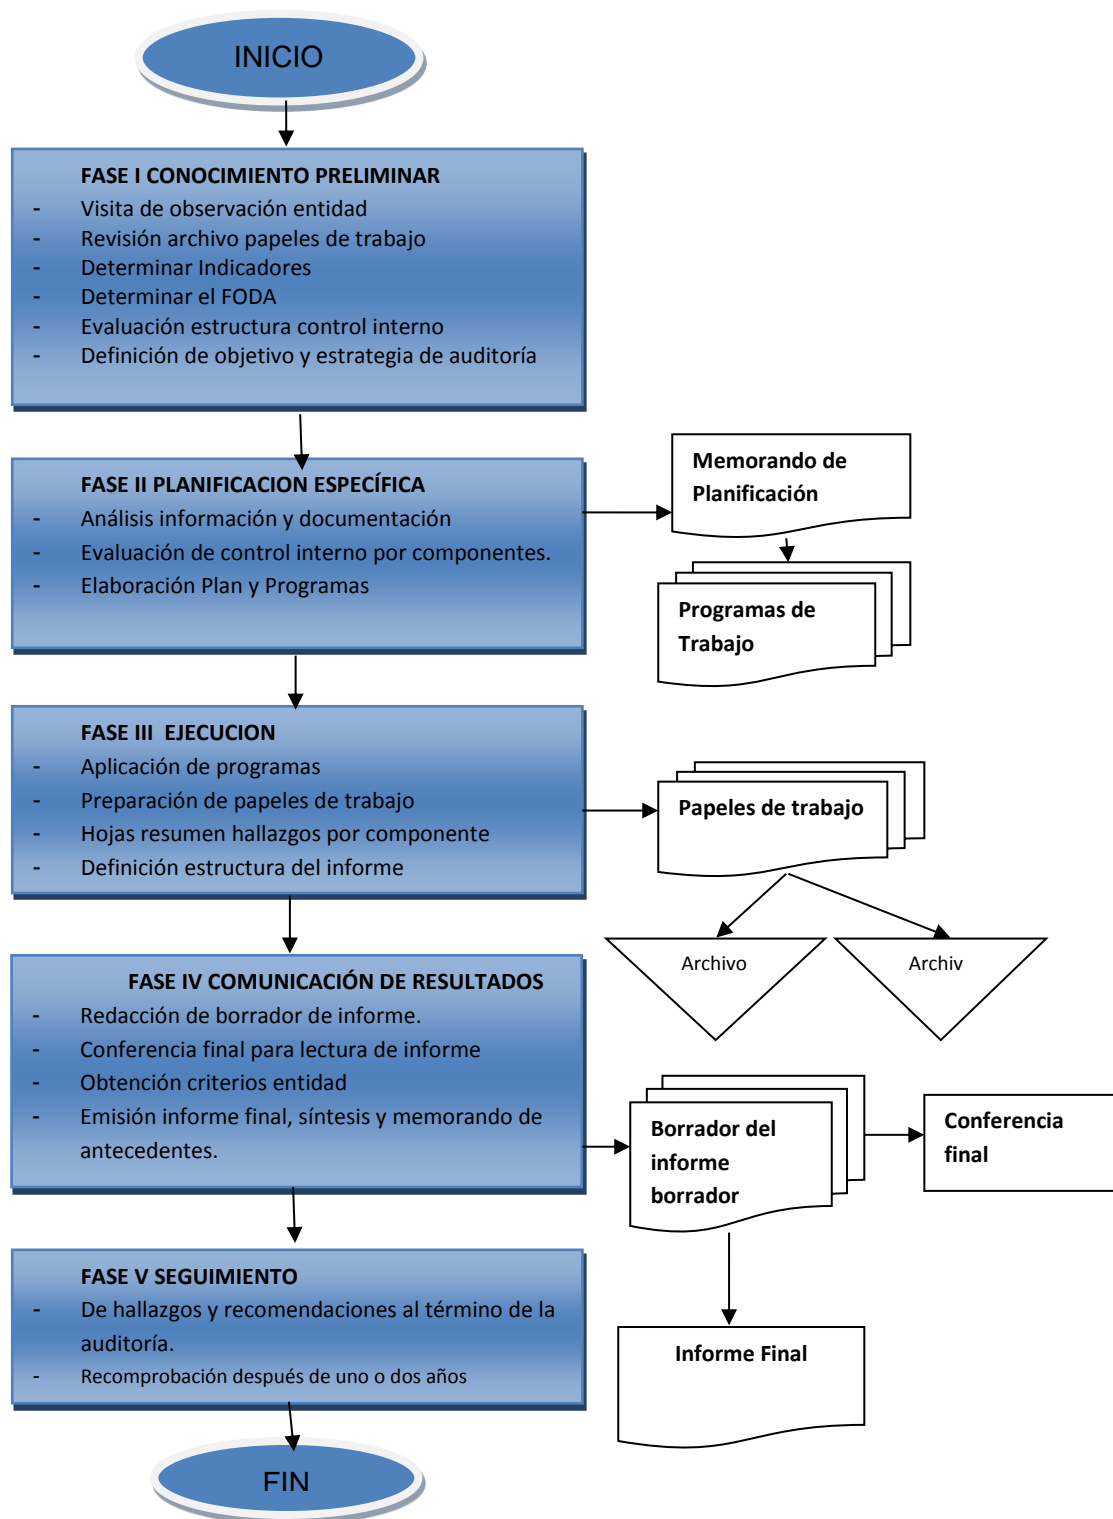 INICIO
FASE I CONOCIMIENTO PRELIMINAR
- Visita de observación entidad
- Revisión archivo papeles de trabajo
- Determinar Indicadores
- Determinar el FODA
- Evaluación estructura control interno
- Definición de objetivo y estrategia de auditoría
FASE II PLANIFICACION ESPECÍFICA
- Análisis información y documentación
- Evaluación de control interno por componentes.
- Elaboración Plan y Programas
Memorando de
Planificación
Programas de
Trabajo
FASE III EJECUCION
- Aplicación de programas
- Preparación de papeles de trabajo
- Hojas resumen hallazgos por componente
- Definición estructura del informe
Papeles de trabajo
Archivo
Archiv
FASE IV COMUNICACIÓN DE RESULTADOS
- Redacción de borrador de informe.
- Conferencia final para lectura de informe
- Obtención criterios entidad
- Emisión informe final, síntesis y memorando de
antecedentes.
Borrador del
informe
borrador
Conferencia
final
FASE V SEGUIMIENTO
- De hallazgos y recomendaciones al término de la
auditoría.
- Recomprobación después de uno o dos años
Informe Final
FIN